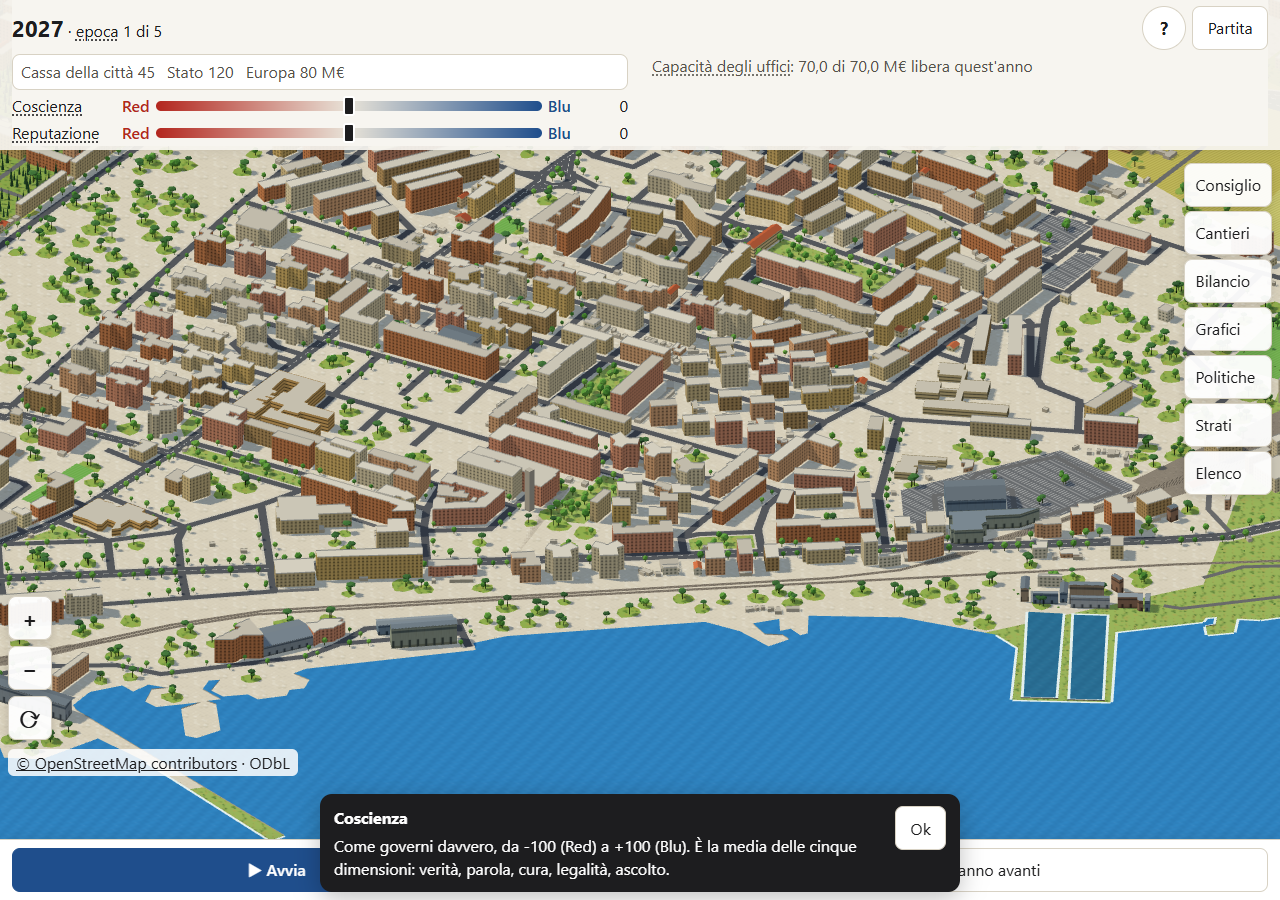 2027 · epoca 1 di 5
? Partita
Cassa della città 45 Stato 120 Europa 80 M€
Capacità degli uffici: 70,0 di 70,0 M€ libera quest'anno
Coscienza Red Blu 0
Reputazione Red Blu 0
Consiglio
Cantieri
Bilancio
Grafici
Politiche
Strati
Elenco
+
−
⟳
© OpenStreetMap contributors · ODbL
Coscienza
Come governi davvero, da -100 (Red) a +100 (Blu). È la media delle cinque
dimensioni: verità, parola, cura, legalità, ascolto.
Ok
▶ Avvia
anno avanti